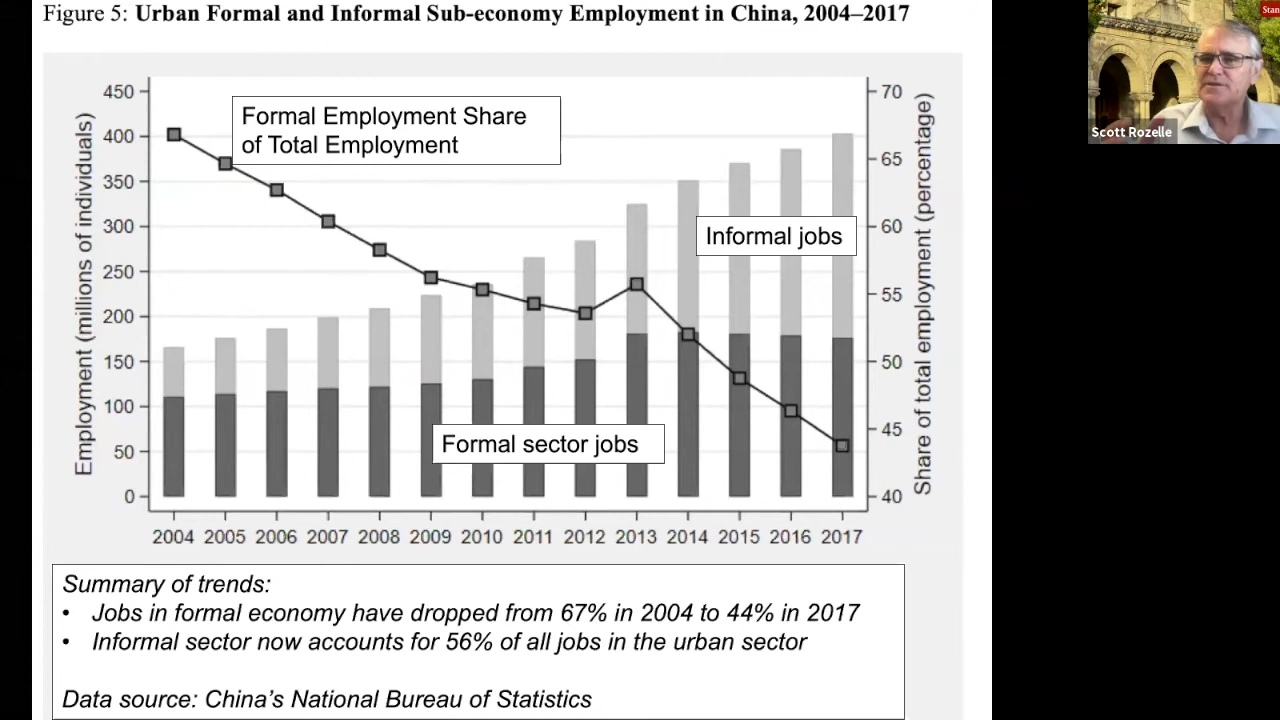 Figure 5: Urban Formal and Informal Sub-economy Employment in China, 2004–2017
Stan
Scott Rozelle
Formal Employment Share
of Total Employment
Informal jobs
Formal sector jobs
Employment (millions of individuals)
450
400
350
300
250
200
150
100
50
0
Share of total employment (percentage)
70
65
60
55
50
45
40
2004 2005 2006 2007 2008 2009 2010 2011 2012 2013 2014 2015 2016 2017
Summary of trends:
• Jobs in formal economy have dropped from 67% in 2004 to 44% in 2017
• Informal sector now accounts for 56% of all jobs in the urban sector
Data source: China’s National Bureau of Statistics